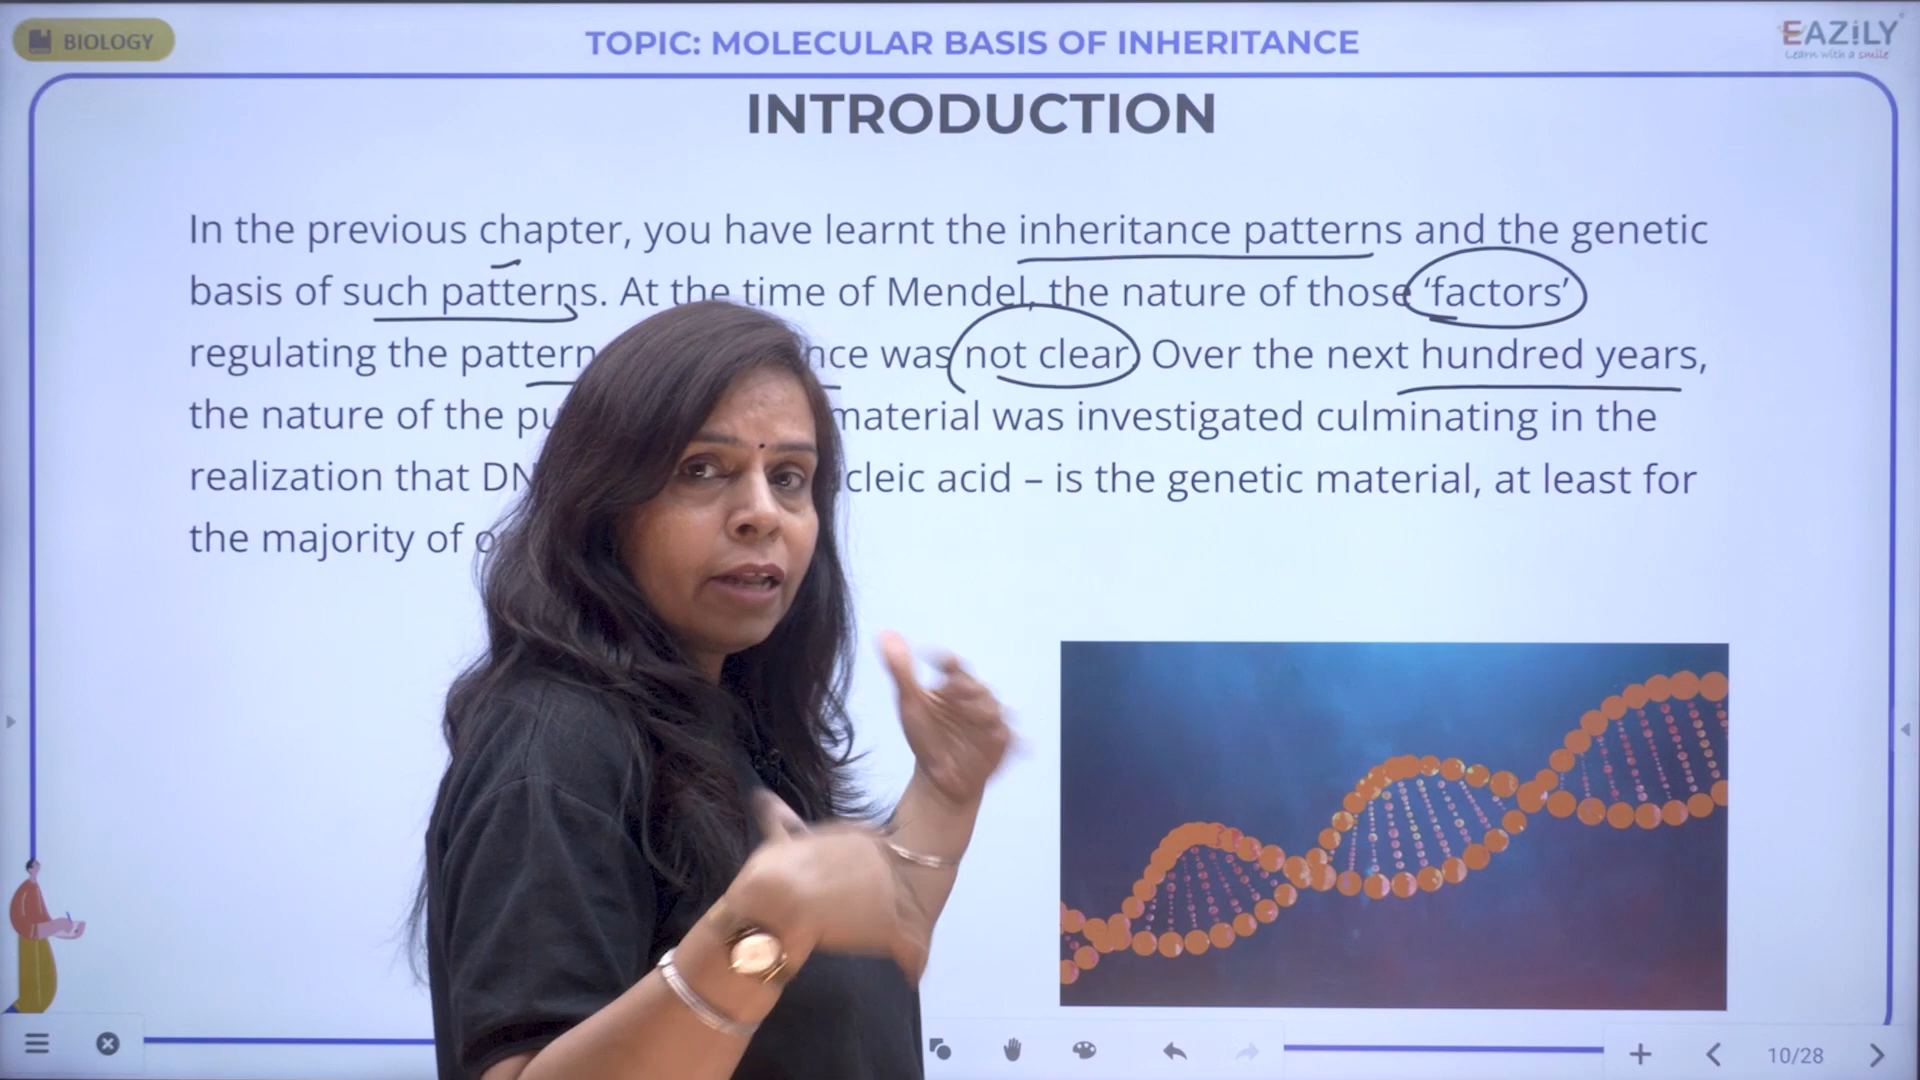 BIOLOGY
TOPIC: MOLECULAR BASIS OF INHERITANCE
EAZiLY
Learn with a smile
INTRODUCTION
In the previous chapter, you have learnt the inheritance patterns and the genetic
basis of such patterns. At the time of Mendel, the nature of those ‘factors’
regulating the pattern nce was not clear. Over the next hundred years,
the nature of the pu material was investigated culminating in the
realization that DN cleic acid – is the genetic material, at least for
the majority of o
10/28